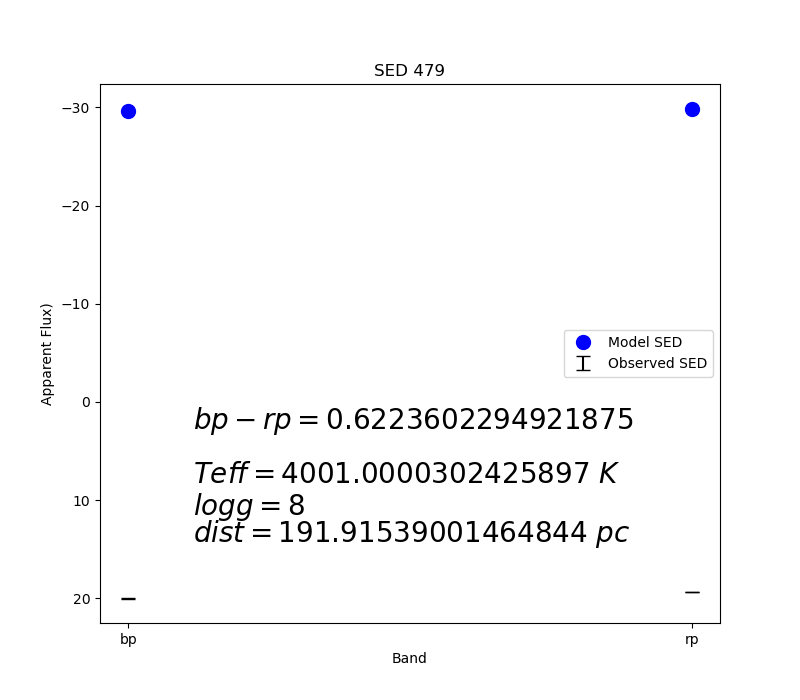 SED 479
−30
−20
−10
0
10
20
Apparent Flux)
Model SED
Observed SED
bp − rp = 0.6223602294921875
Teff = 4001.0000302425897 K
logg = 8
dist = 191.91539001464844 pc
bp
rp
Band